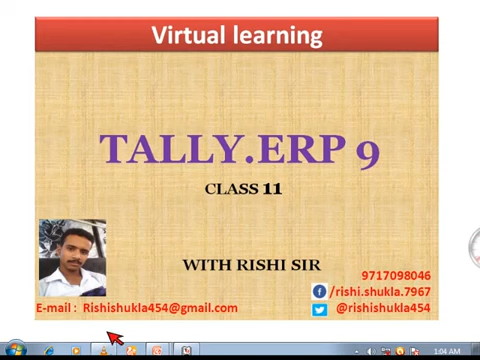 Virtual learning
TALLY.ERP 9
CLASS 11
WITH RISHI SIR
9717098046
/rishi.shukla.7967
E-mail : Rishishukla454@gmail.com
@rishishukla454
1:04 AM